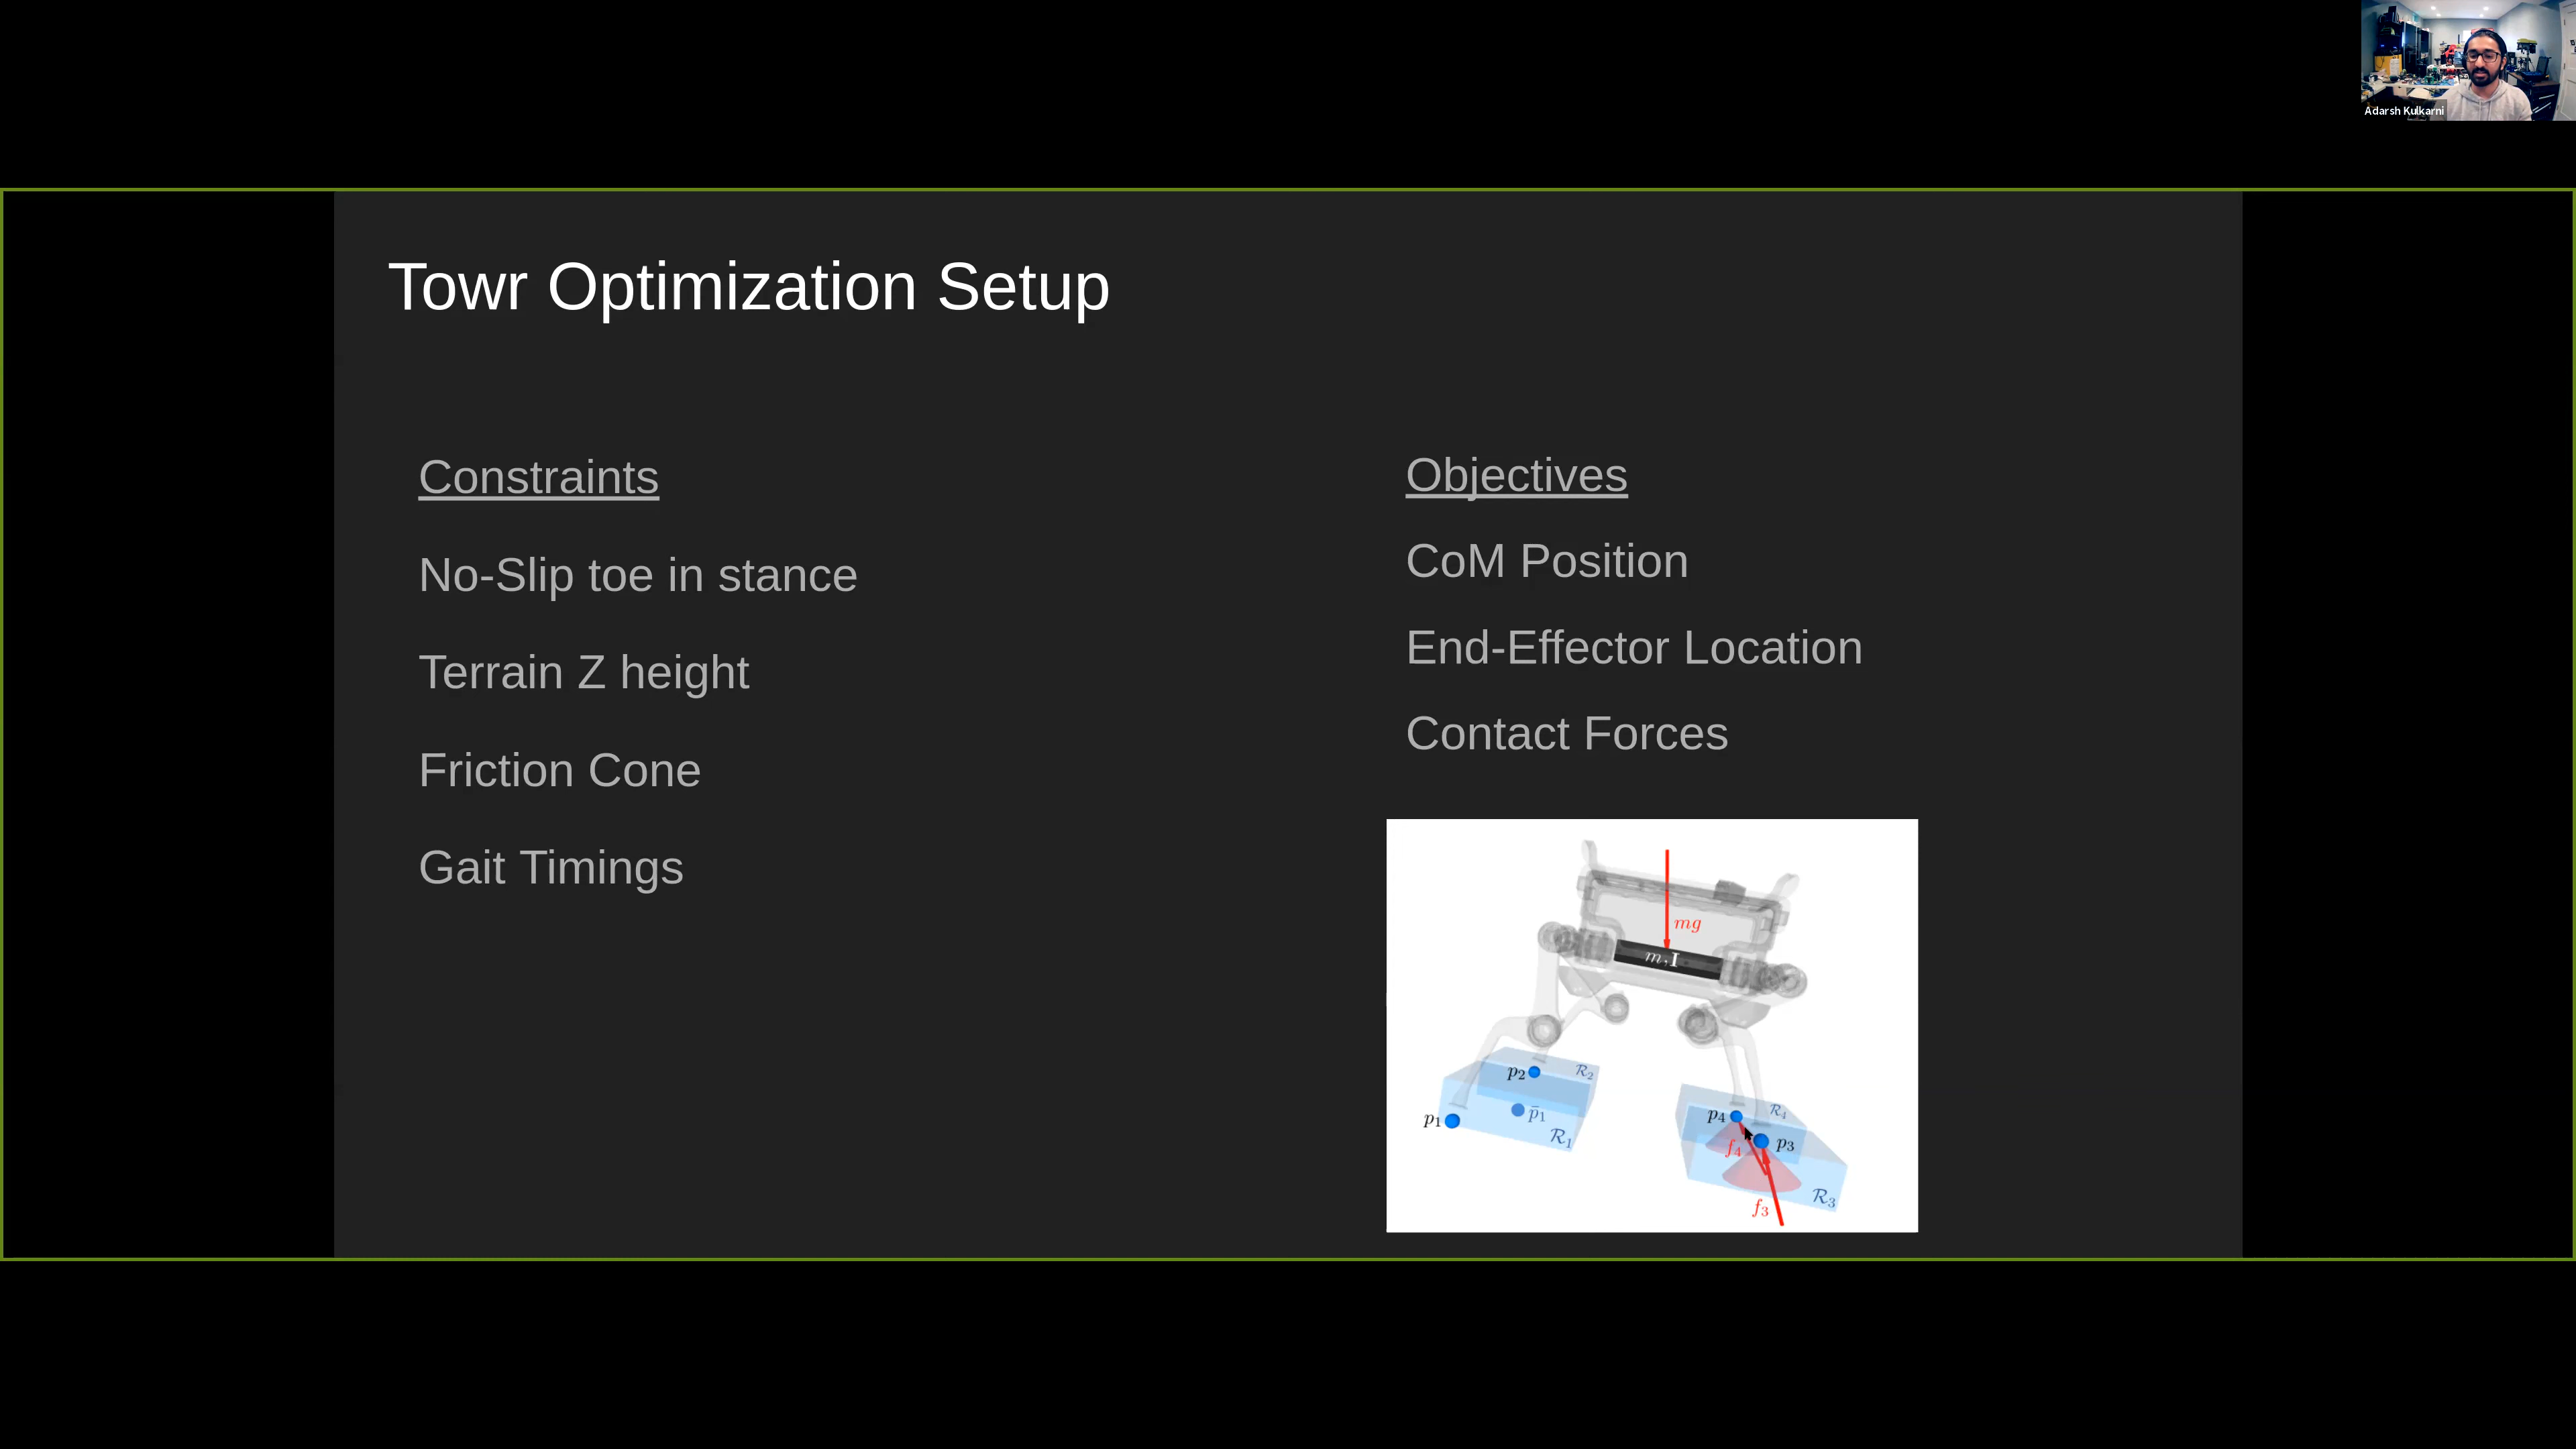 Adarsh Kulkarni
Towr Optimization Setup
Constraints
No-Slip toe in stance
Terrain Z height
Friction Cone
Gait Timings
Objectives
CoM Position
End-Effector Location
Contact Forces
mg
m, I
p₂
R₂
p₁
p̄₁
R₁
p₄
R₄
f₄
p₃
R₃
f₃